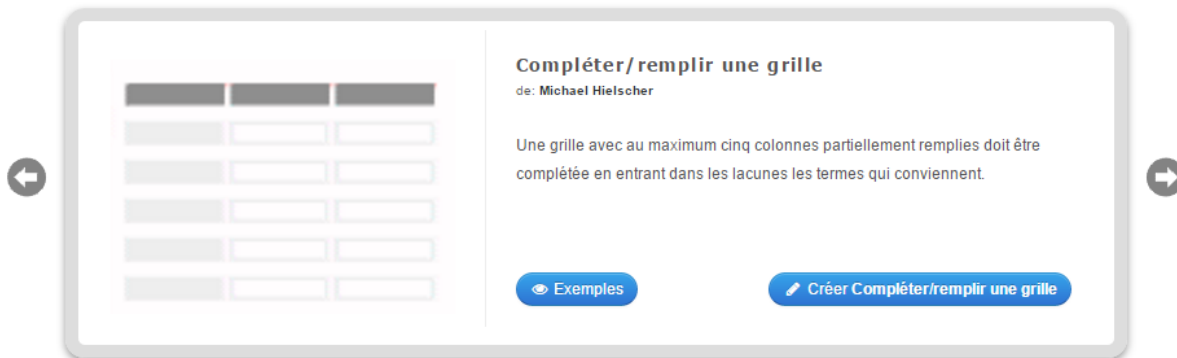 Compléter/remplir une grille
de: Michael Hielscher
Une grille avec au maximum cinq colonnes partiellement remplies doit être
complétée en entrant dans les lacunes les termes qui conviennent.
Exemples
Créer Compléter/remplir une grille